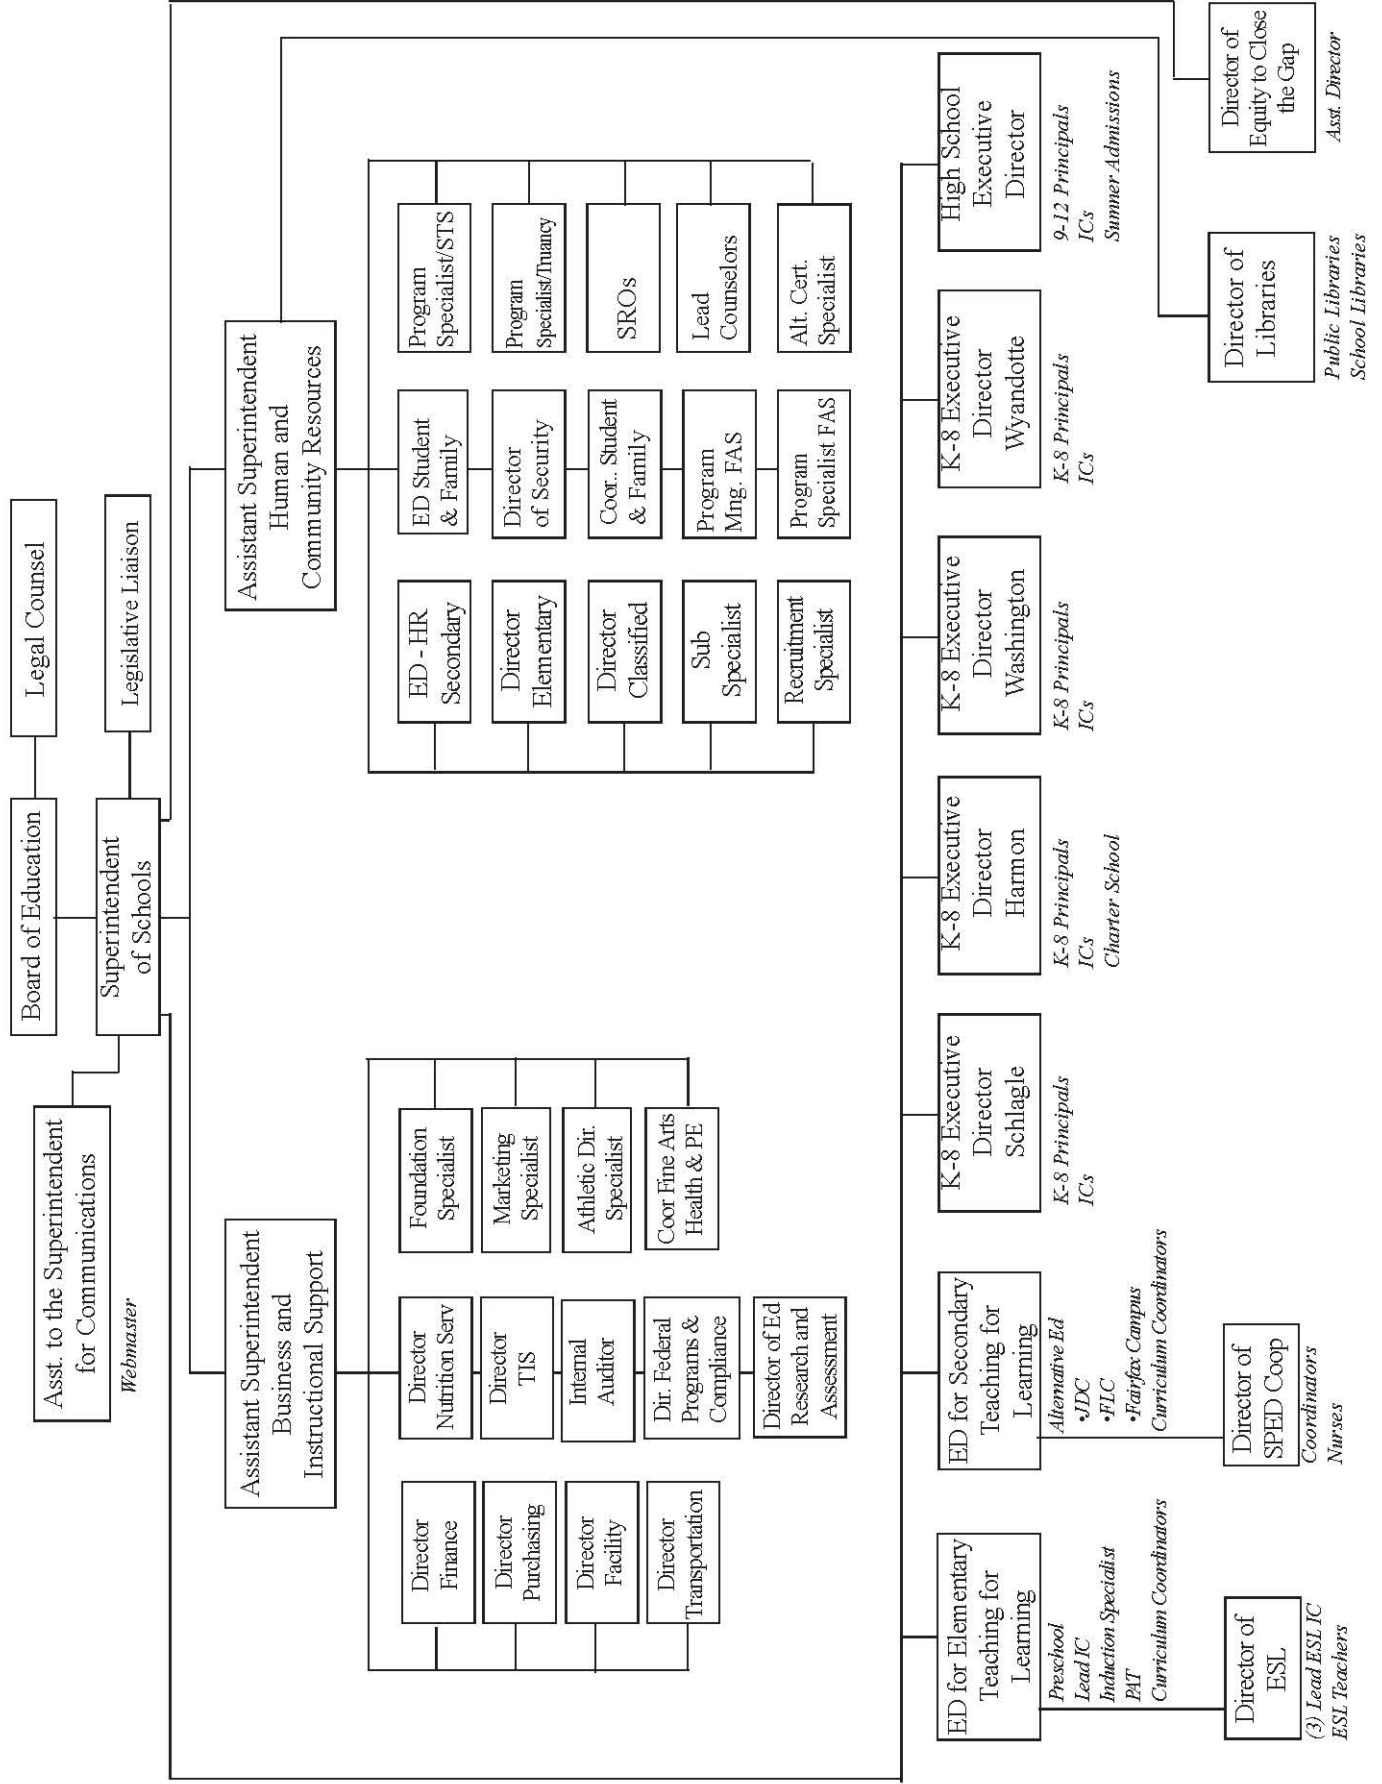 Board of Education
Legal Counsel
Asst. to the Superintendent
for Communications
Webmaster
Superintendent
of Schools
Legislative Liaison
Assistant Superintendent
Business and
Instructional Support
Assistant Superintendent
Human and
Community Resources
Director
Finance
Director
Purchasing
Director
Facility
Director
Transportation
Director
Nutrition Serv
Director
TIS
Internal
Auditor
Dir. Federal
Programs &
Compliance
Director of Ed
Research and
Assessment
Foundation
Specialist
Marketing
Specialist
Athletic Dir.
Specialist
Coor Fine Arts
Health & PE
ED - HR
Secondary
Director
Elementary
Director
Classified
Sub
Specialist
Recruitment
Specialist
ED Student
& Family
Director
of Security
Coor.. Student
& Family
Program
Mng. FAS
Program
Specialist FAS
Program
Specialist/STS
Program
Specialist/Truancy
SROs
Lead
Counselors
Alt. Cert.
Specialist
ED for Elementary
Teaching for
Learning
Preschool
Lead IC
Induction Specialist
PAT
Curriculum Coordinators
ED for Secondary
Teaching for
Learning
Alternative Ed
•JDC
•FLC
•Fairfax Campus
Curriculum Coordinators
K-8 Executive
Director
Schlagle
K-8 Principals
ICs
K-8 Executive
Director
Harmon
K-8 Principals
ICs
Charter School
K-8 Executive
Director
Washington
K-8 Principals
ICs
K-8 Executive
Director
Wyandotte
K-8 Principals
ICs
High School
Executive
Director
9-12 Principals
ICs
Summer Admissions
Director of
ESL
(3) Lead ESL IC
ESL Teachers
Director of
SPED Coop
Coordinators
Nurses
Director of
Libraries
Public Libraries
School Libraries
Director of
Equity to Close
the Gap
Asst. Director